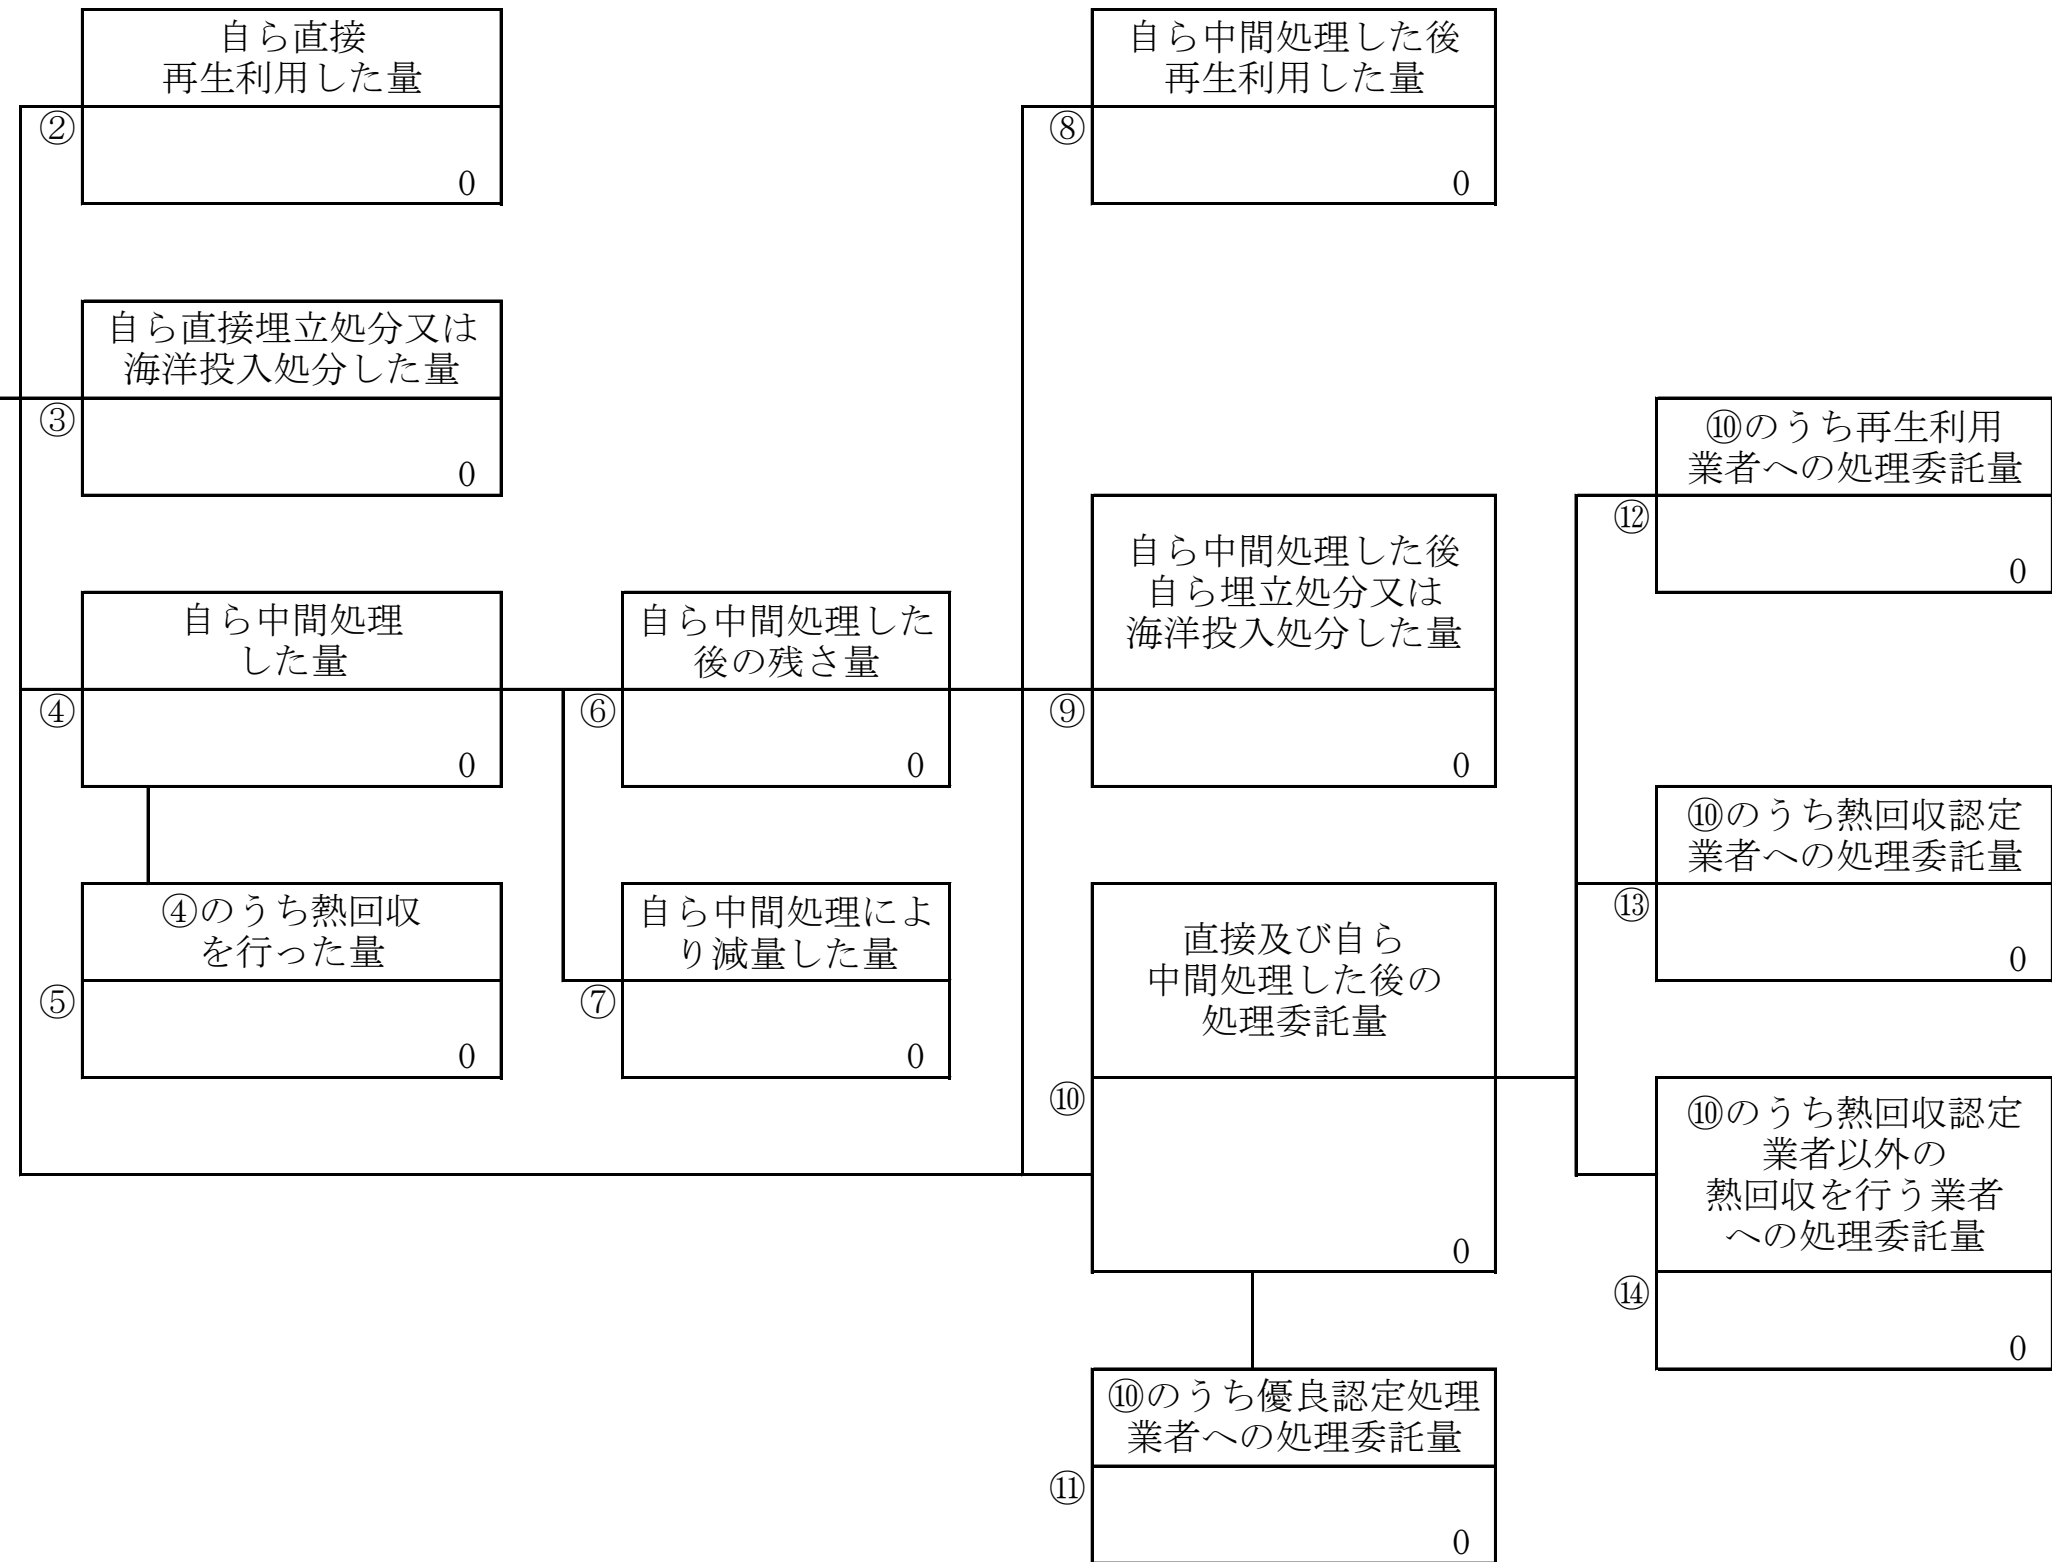 自ら直接
再生利用した量
②
0
自ら中間処理した後
再生利用した量
⑧
0
自ら直接埋立処分又は
海洋投入処分した量
③
0
⑩のうち再生利用
業者への処理委託量
⑫
0
自ら中間処理
した量
④
0
自ら中間処理した
後の残さ量
⑥
0
自ら中間処理した後
自ら埋立処分又は
海洋投入処分した量
⑨
0
⑩のうち熱回収認定
業者への処理委託量
⑬
0
④のうち熱回収
を行った量
⑤
0
自ら中間処理によ
り減量した量
⑦
0
直接及び自ら
中間処理した後の
処理委託量
⑩
0
⑩のうち熱回収認定
業者以外の
熱回収を行う業者
への処理委託量
⑭
0
⑩のうち優良認定処理
業者への処理委託量
⑪
0